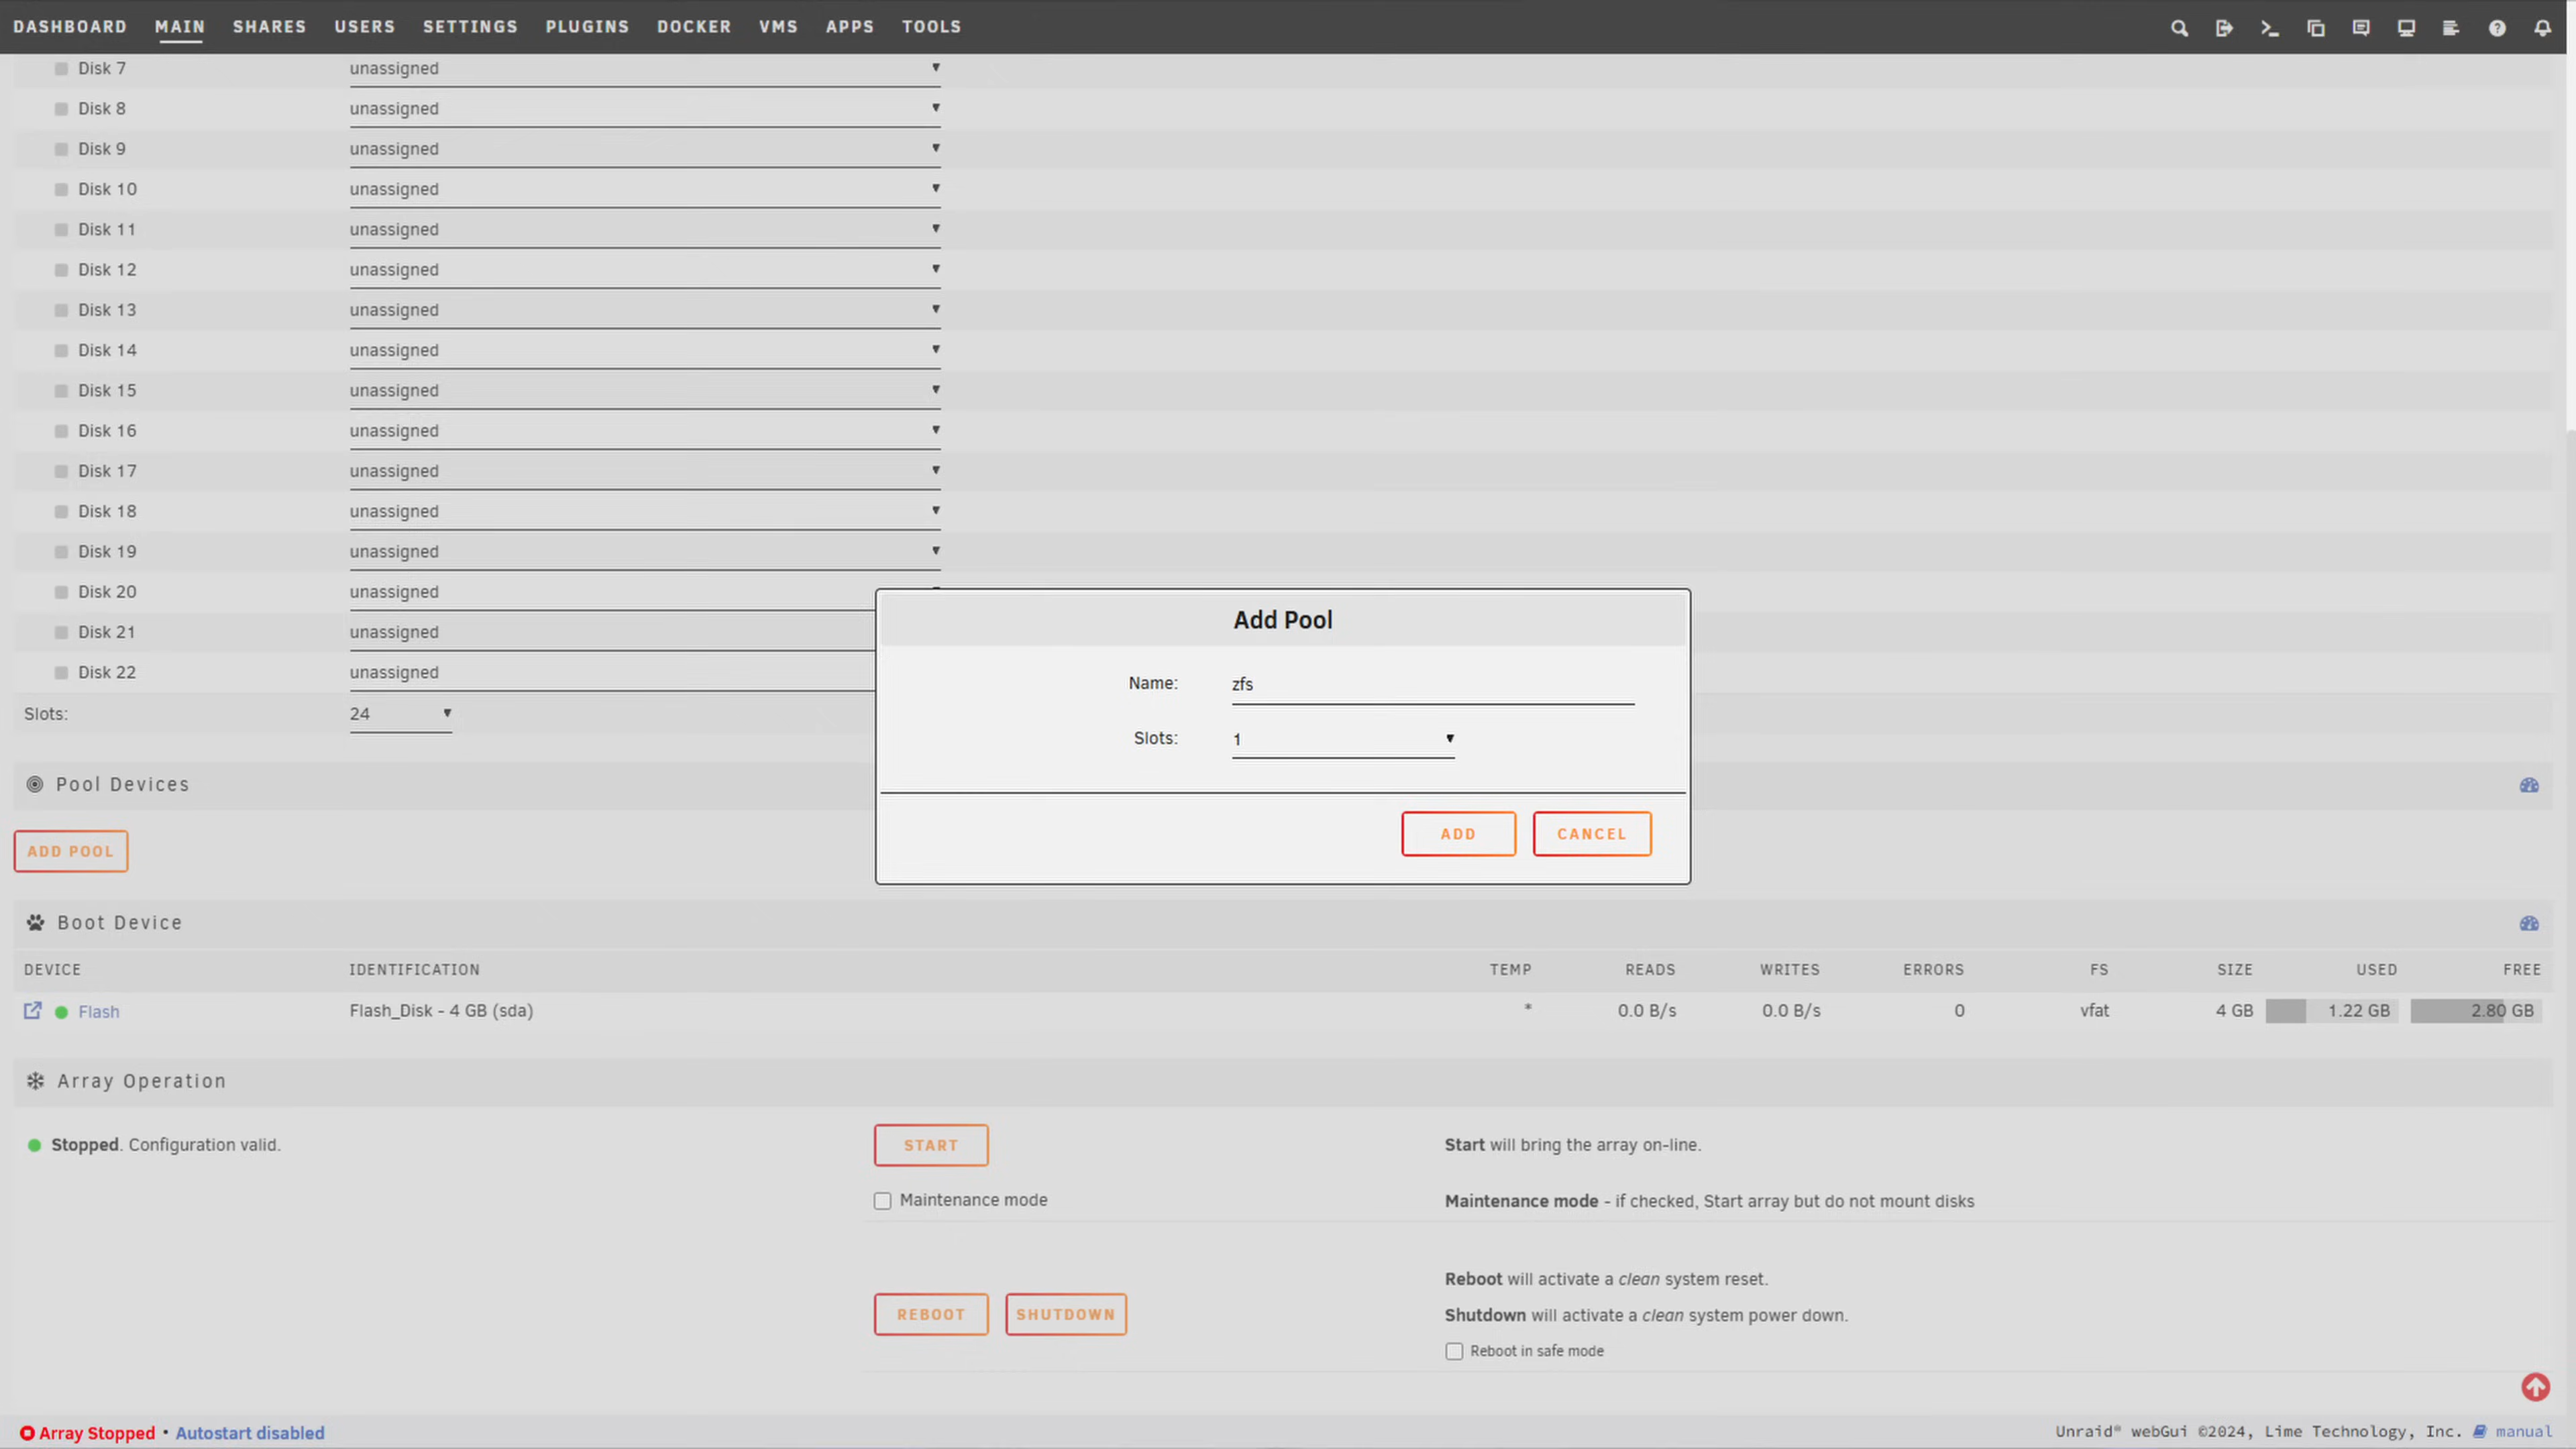 DASHBOARD MAIN SHARES USERS SETTINGS PLUGINS DOCKER VMS APPS TOOLS
Disk 7 unassigned
Disk 8 unassigned
Disk 9 unassigned
Disk 10 unassigned
Disk 11 unassigned
Disk 12 unassigned
Disk 13 unassigned
Disk 14 unassigned
Disk 15 unassigned
Disk 16 unassigned
Disk 17 unassigned
Disk 18 unassigned
Disk 19 unassigned
Disk 20 unassigned
Disk 21 unassigned
Disk 22 unassigned
Slots: 24
Add Pool
Name: zfs
Slots: 1
ADD CANCEL
Pool Devices
ADD POOL
Boot Device
DEVICE IDENTIFICATION TEMP READS WRITES ERRORS FS SIZE USED FREE
Flash Flash_Disk - 4 GB (sda) * 0.0 B/s 0.0 B/s 0 vfat 4 GB 1.22 GB 2.80 GB
Array Operation
Stopped. Configuration valid. START Start will bring the array on-line.
Maintenance mode Maintenance mode - if checked, Start array but do not mount disks
Reboot will activate a clean system reset.
REBOOT SHUTDOWN Shutdown will activate a clean system power down.
Reboot in safe mode
Array Stopped • Autostart disabled Unraid® webGui ©2024, Lime Technology, Inc. manual